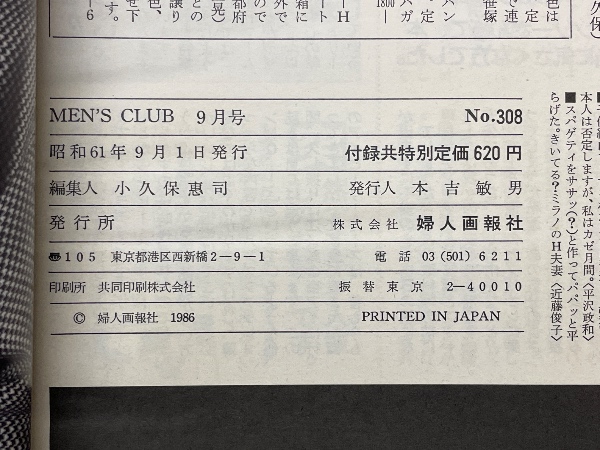 MEN'S CLUB 9月号 No.308
昭和61年9月1日発行 付録共特別定価620円
編集人 小久保恵司 発行人 本吉敏男
発行所 株式会社 婦人画報社
〠105 東京都港区西新橋2-9-1 電話 03(501)6211
印刷所 共同印刷株式会社 振替東京 2-40010
© 婦人画報社 1986 PRINTED IN JAPAN
本人は否定しますが、私はカゼ月間。〈平沢政和〉
■スパゲティをササッ(?)と作ってパパッと平
らげた。きいてる?ミラノのH夫妻〈近藤俊子〉